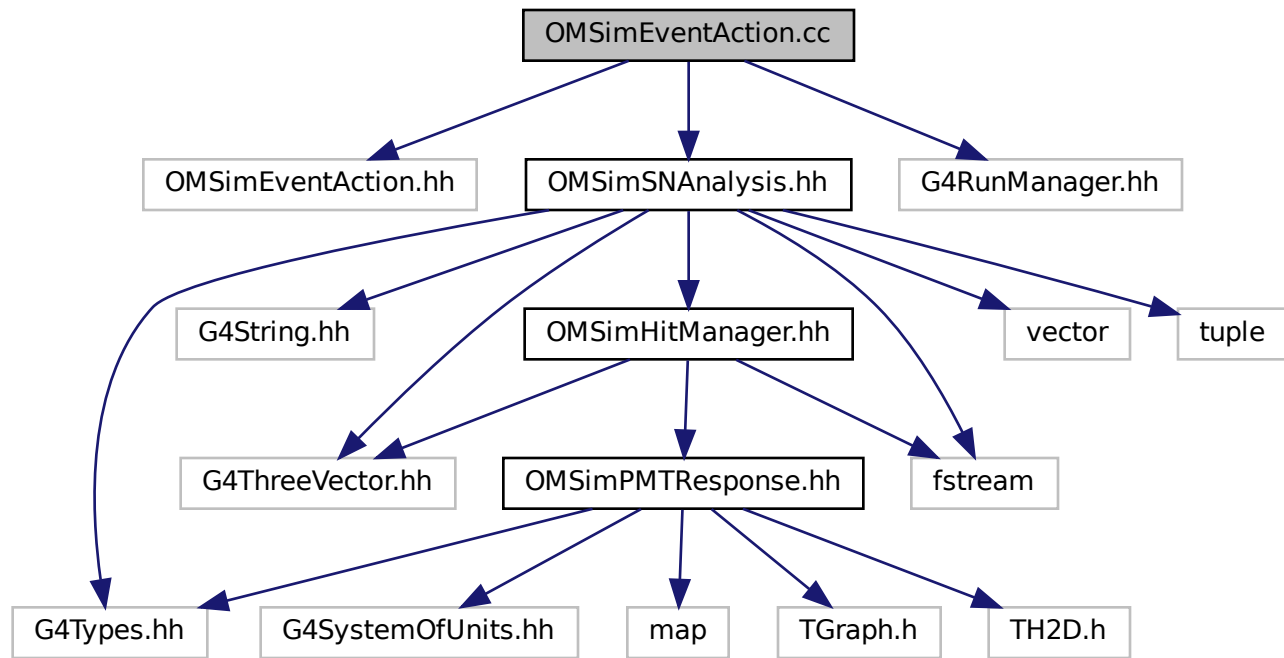 OMSimEventAction.cc
OMSimEventAction.hh
OMSimSNAnalysis.hh
G4RunManager.hh
G4String.hh
OMSimHitManager.hh
vector
tuple
G4ThreeVector.hh
OMSimPMTResponse.hh
fstream
G4Types.hh
G4SystemOfUnits.hh
map
TGraph.h
TH2D.h